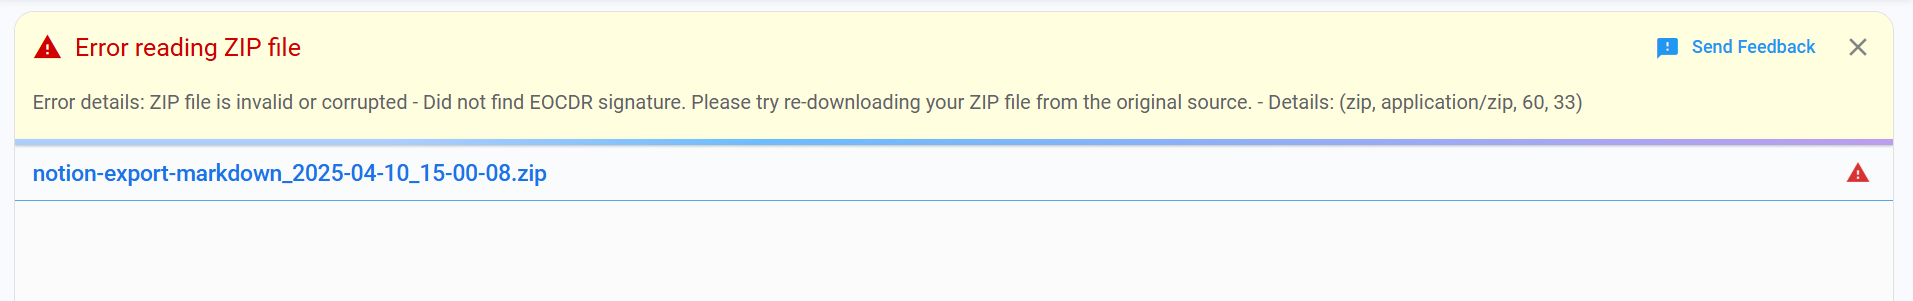 Error reading ZIP file
Send Feedback
Error details: ZIP file is invalid or corrupted - Did not find EOCDR signature. Please try re-downloading your ZIP file from the original source. - Details: (zip, application/zip, 60, 33)
notion-export-markdown_2025-04-10_15-00-08.zip